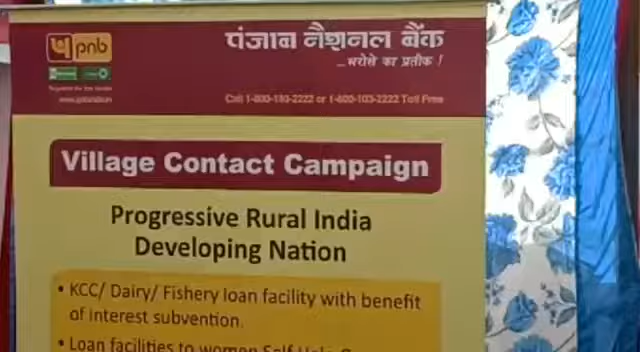 pnb
पंजाब नैशनल बैंक
...भरोसे का प्रतीक !
Call 1-800-180-2222 or 1-800-103-2222 Toll Free
Village Contact Campaign
Progressive Rural India
Developing Nation
• KCC/ Dairy/ Fishery loan facility with benefit
of interest subvention.
• Loan facilities to women Self Help